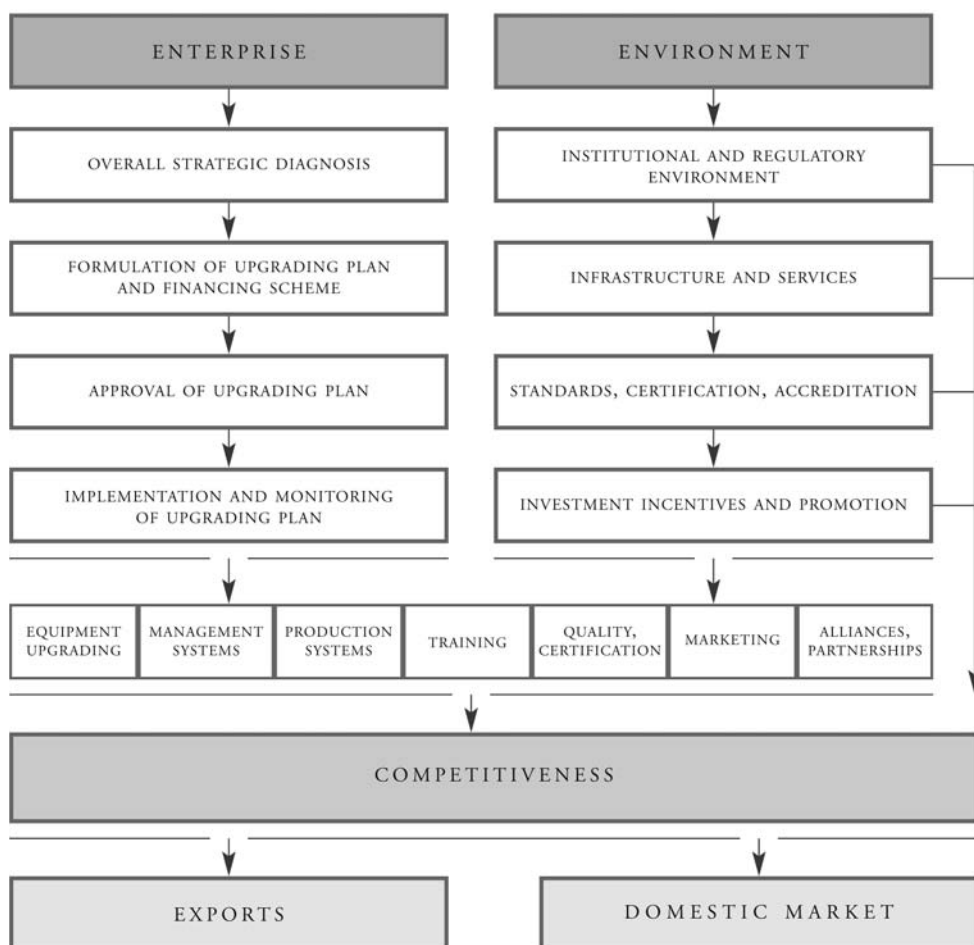 ENTERPRISE
ENVIRONMENT
OVERALL STRATEGIC DIAGNOSIS
INSTITUTIONAL AND REGULATORY
ENVIRONMENT
FORMULATION OF UPGRADING PLAN
AND FINANCING SCHEME
INFRASTRUCTURE AND SERVICES
APPROVAL OF UPGRADING PLAN
STANDARDS, CERTIFICATION, ACCREDITATION
IMPLEMENTATION AND MONITORING
OF UPGRADING PLAN
INVESTMENT INCENTIVES AND PROMOTION
EQUIPMENT
UPGRADING
MANAGEMENT
SYSTEMS
PRODUCTION
SYSTEMS
TRAINING
QUALITY,
CERTIFICATION
MARKETING
ALLIANCES,
PARTNERSHIPS
COMPETITIVENESS
EXPORTS
DOMESTIC MARKET